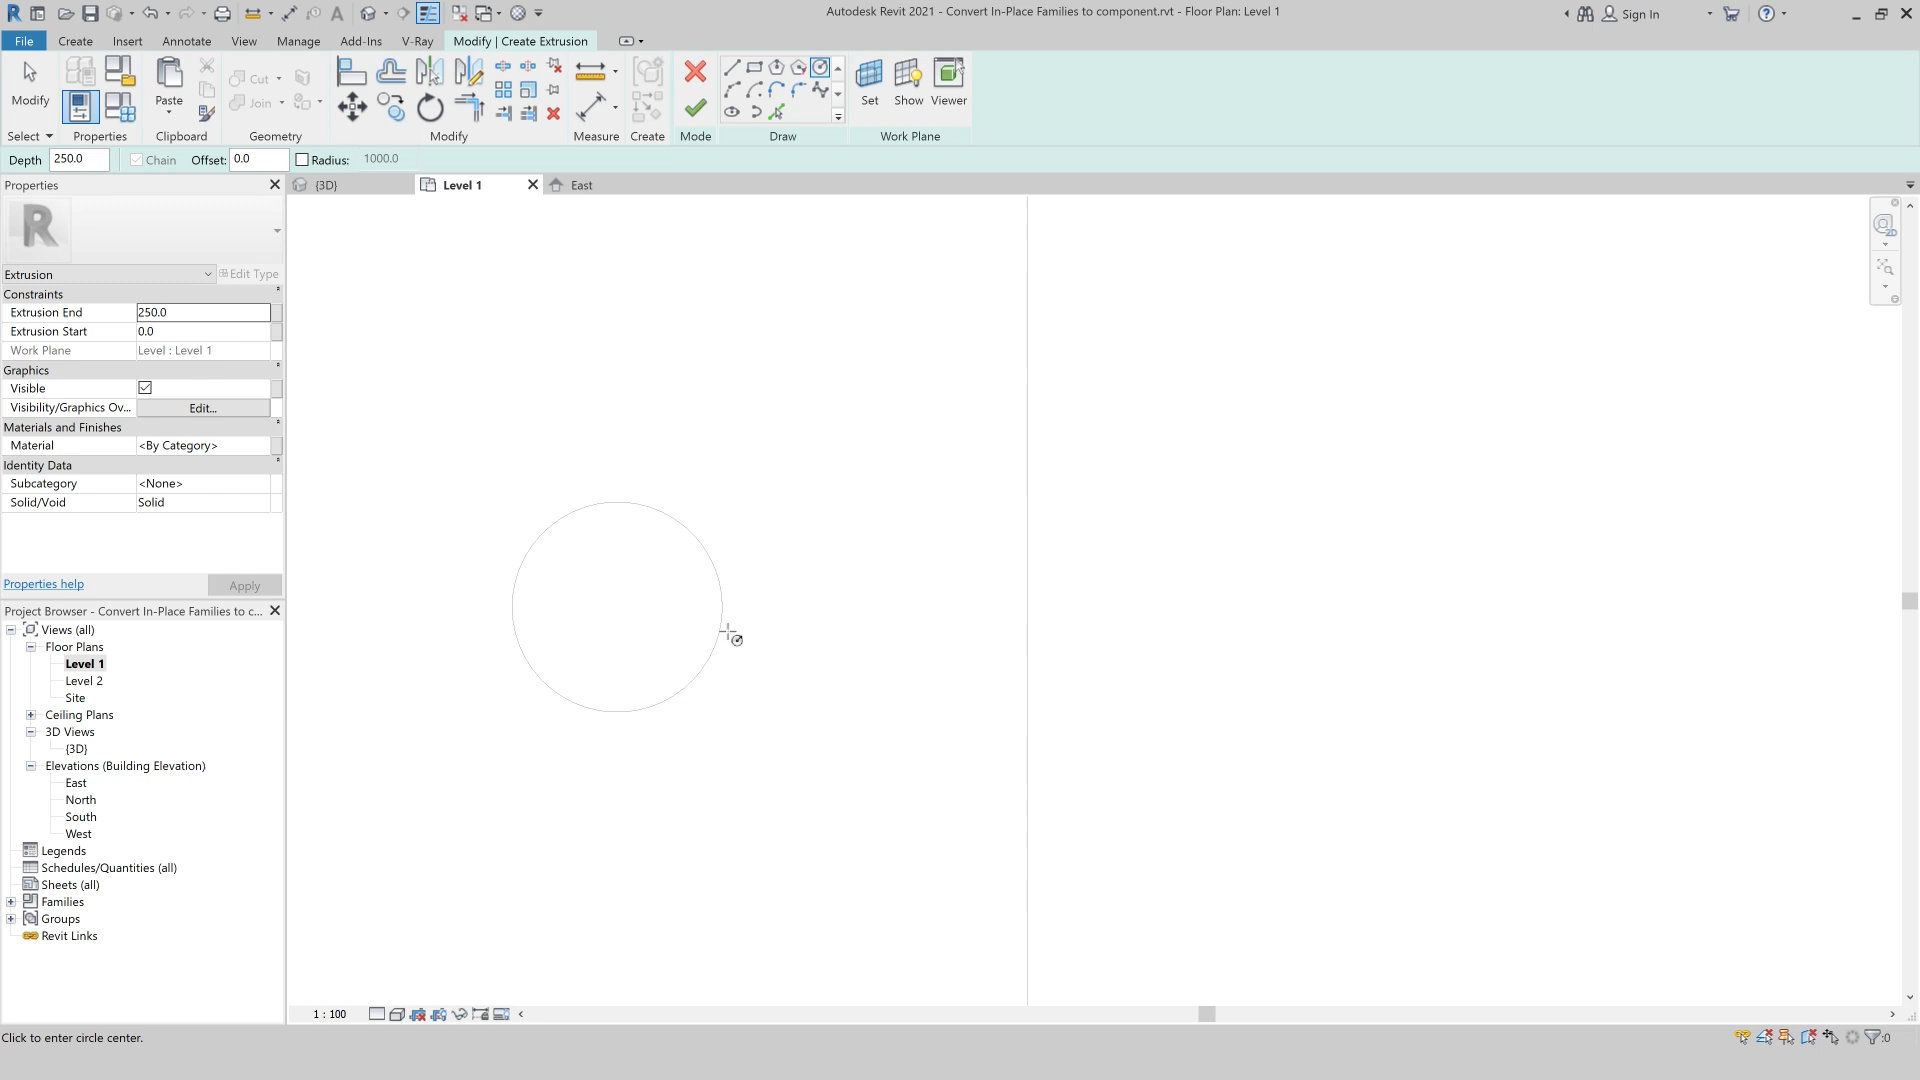 Autodesk Revit 2021 - Convert In-Place Families to component.rvt - Floor Plan: Level 1
Sign In
File Create Insert Annotate View Manage Add-Ins V-Ray Modify | Create Extrusion
Modify Paste Cut Join Set Show Viewer
Select Properties Clipboard Geometry Modify Measure Create Mode Draw Work Plane
Depth 250.0 Chain Offset: 0.0 Radius: 1000.0
Properties
{3D} Level 1 East
R
Extrusion Edit Type
Constraints
Extrusion End 250.0
Extrusion Start 0.0
Work Plane Level : Level 1
Graphics
Visible
Visibility/Graphics Ov... Edit...
Materials and Finishes
Material <By Category>
Identity Data
Subcategory <None>
Solid/Void Solid
Properties help Apply
Project Browser - Convert In-Place Families to c...
Views (all)
Floor Plans
Level 1
Level 2
Site
Ceiling Plans
3D Views
{3D}
Elevations (Building Elevation)
East
North
South
West
Legends
Schedules/Quantities (all)
Sheets (all)
Families
Groups
Revit Links
1 : 100
Click to enter circle center.
:0